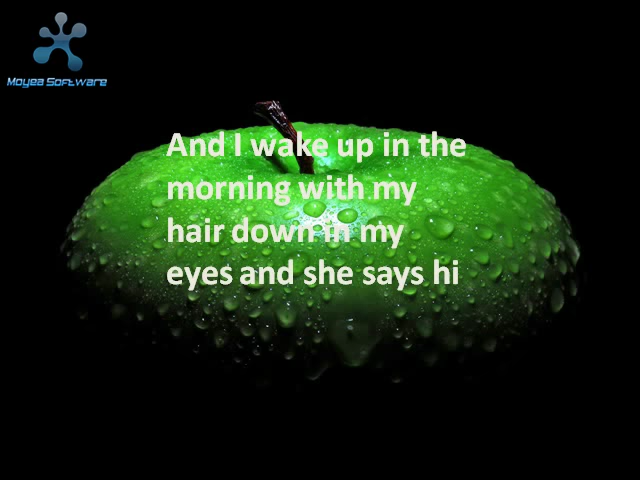 Moyea Software
And I wake up in the
morning with my
hair down in my
eyes and she says hi